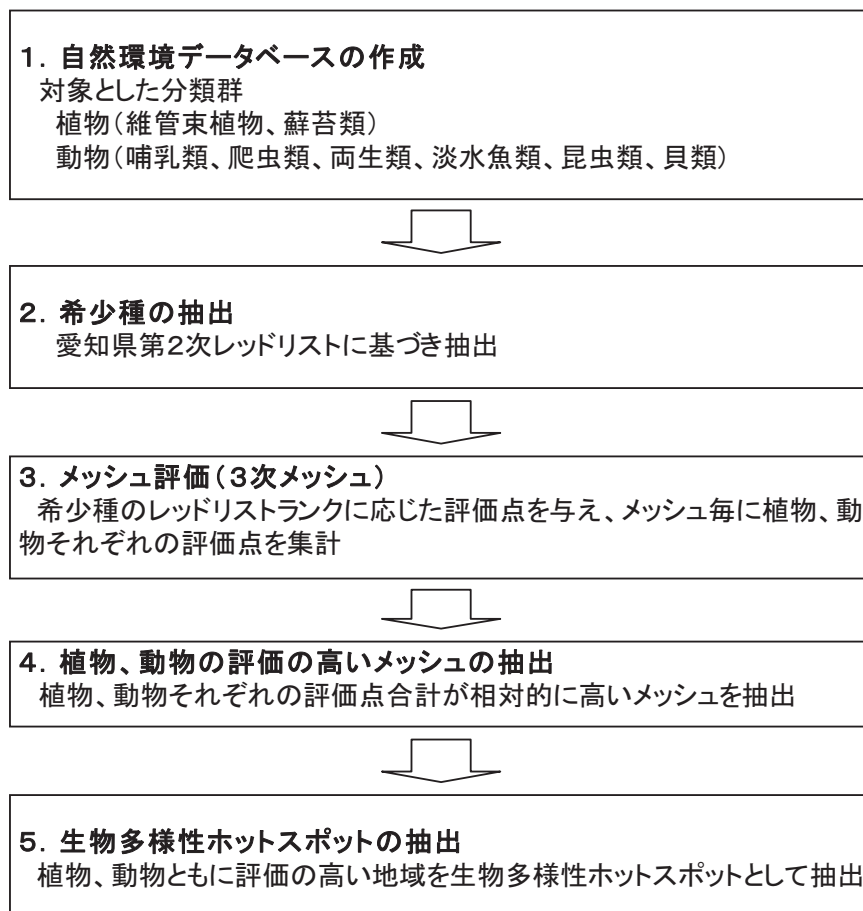 １．自然環境データベースの作成
対象とした分類群
植物（維管束植物、蘚苔類）
動物（哺乳類、爬虫類、両生類、淡水魚類、昆虫類、貝類）
２．希少種の抽出
愛知県第２次レッドリストに基づき抽出
３．メッシュ評価（３次メッシュ）
希少種のレッドリストランクに応じた評価点を与え、メッシュ毎に植物、動
物それぞれの評価点を集計
４．植物、動物の評価の高いメッシュの抽出
植物、動物それぞれの評価点合計が相対的に高いメッシュを抽出
５．生物多様性ホットスポットの抽出
植物、動物ともに評価の高い地域を生物多様性ホットスポットとして抽出